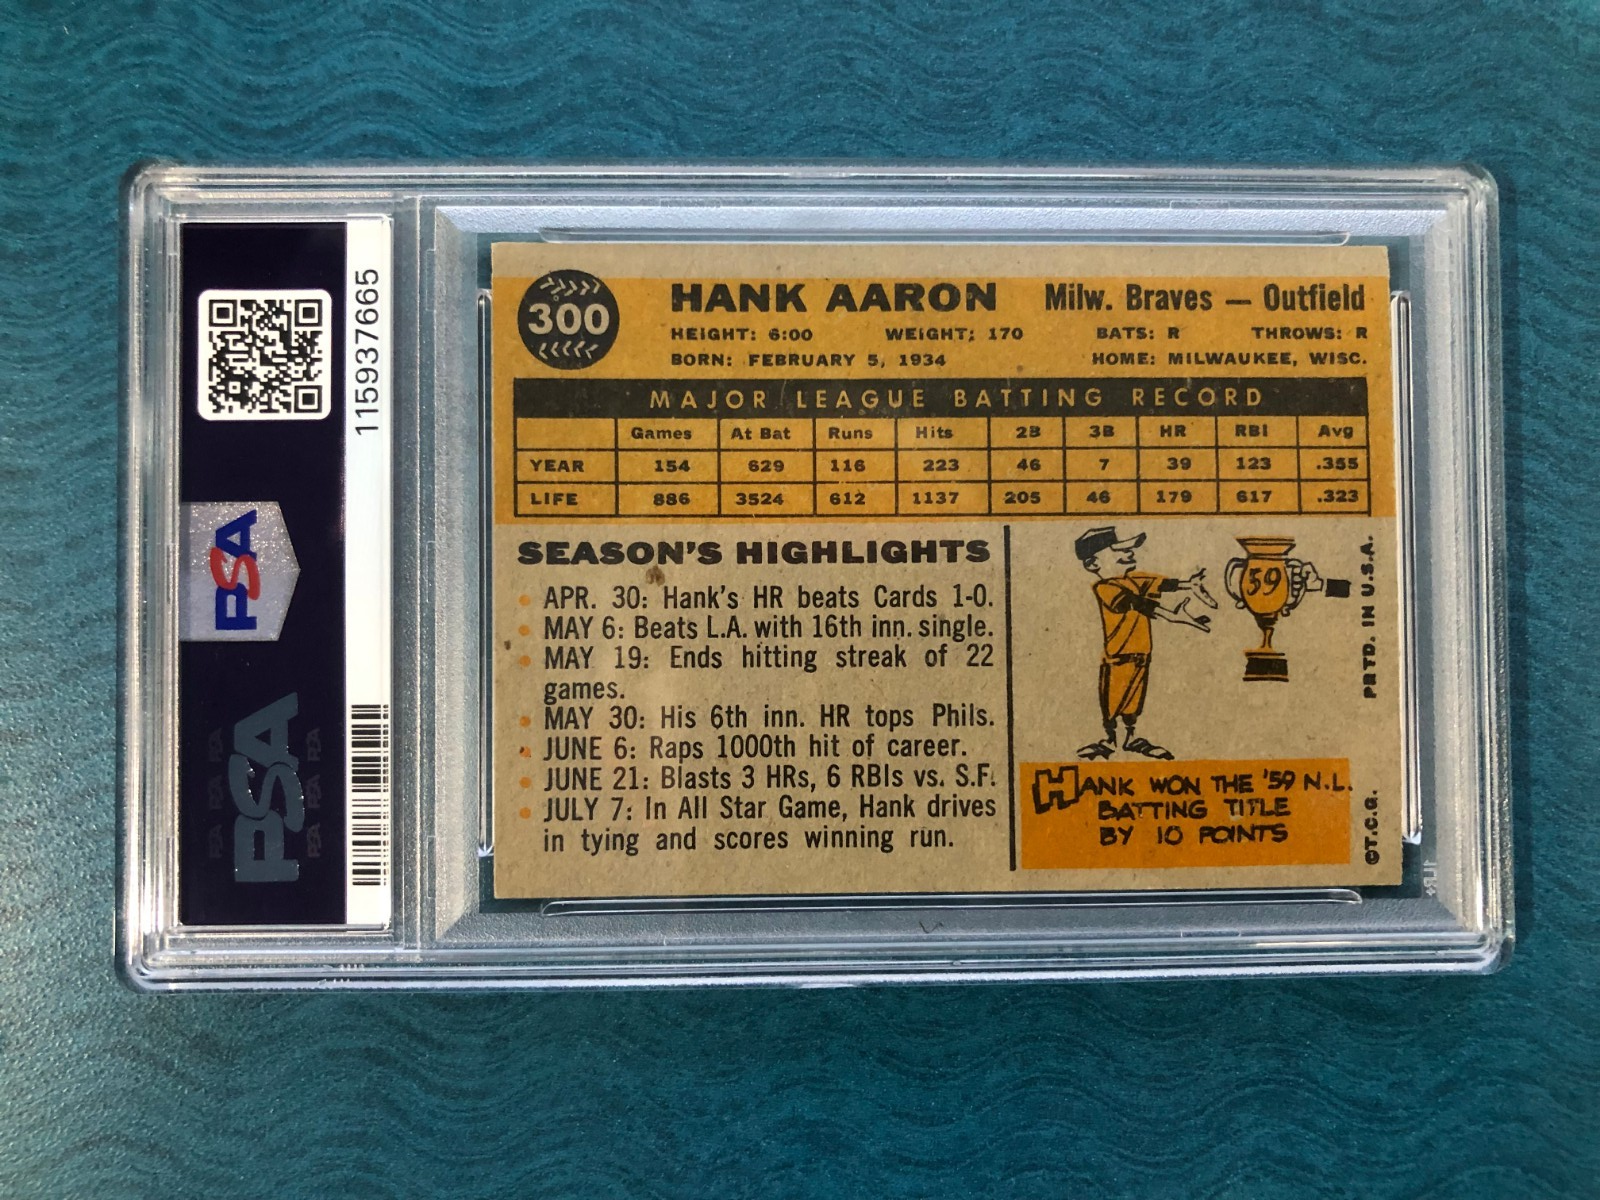 115937665
PSA
PSA
300
HANK AARON Milw. Braves — Outfield
HEIGHT: 6:00 WEIGHT: 170 BATS: R THROWS: R
BORN: FEBRUARY 5, 1934 HOME: MILWAUKEE, WISC.
MAJOR LEAGUE BATTING RECORD
Games At Bat Runs Hits 2B 3B HR RBI Avg
YEAR 154 629 116 223 46 7 39 123 .355
LIFE 886 3524 612 1137 205 46 179 617 .323
SEASON'S HIGHLIGHTS
APR. 30: Hank's HR beats Cards 1-0.
MAY 6: Beats L.A. with 16th inn. single.
MAY 19: Ends hitting streak of 22
games.
MAY 30: His 6th inn. HR tops Phils.
JUNE 6: Raps 1000th hit of career.
JUNE 21: Blasts 3 HRs, 6 RBIs vs. S.F.
JULY 7: In All Star Game, Hank drives
in tying and scores winning run.
59
HANK WON THE '59 N.L.
BATTING TITLE
BY 10 POINTS
©T.C.G. PRTD. IN U.S.A.